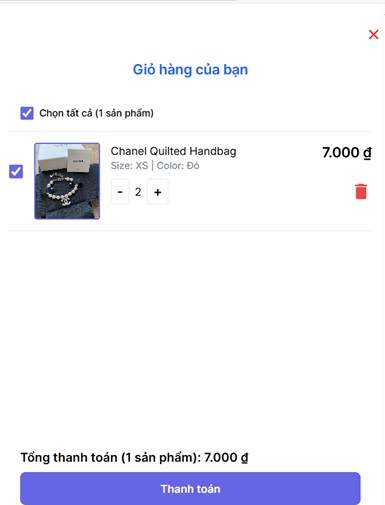 Giỏ hàng của bạn
Chọn tất cả (1 sản phẩm)
Chanel Quilted Handbag
7.000 ₫
Size: XS | Color: Đỏ
- 2 +
Tổng thanh toán (1 sản phẩm): 7.000 ₫
Thanh toán